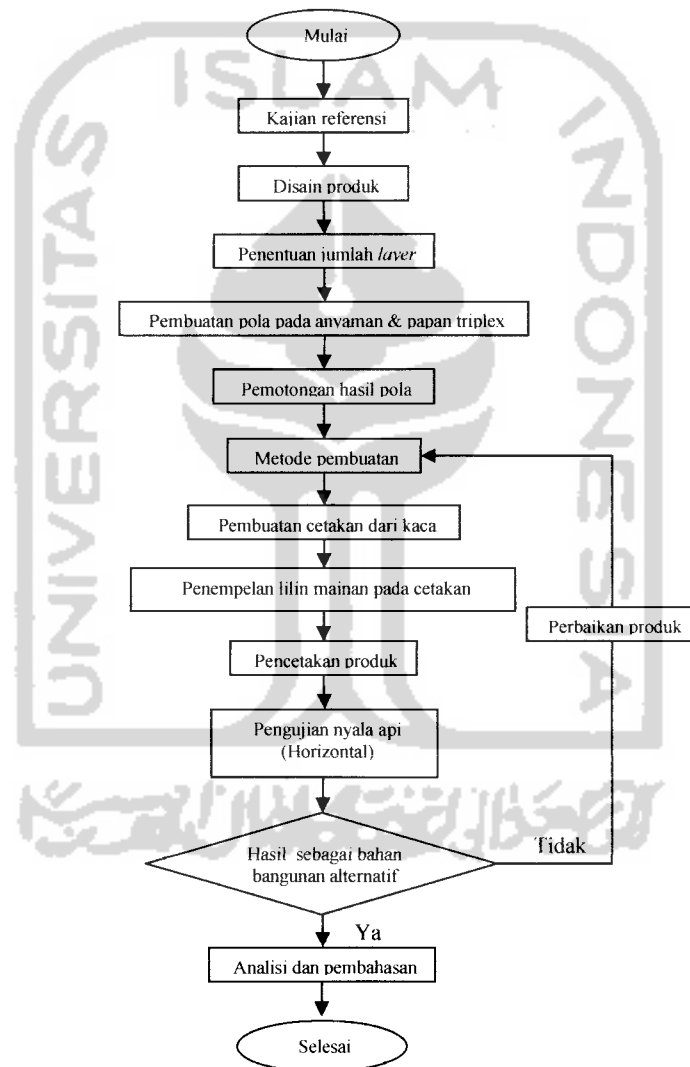 Mulai
ISLAM
UNIVERSITAS
INDONESIA
Kajian referensi
Disain produk
Penentuan jumlah laver
Pembuatan pola pada anyaman & papan triplex
Pemotongan hasil pola
Metode pembuatan
Pembuatan cetakan dari kaca
Penempelan lilin mainan pada cetakan
Perbaikan produk
Pencetakan produk
Pengujian nyala api
(Horizontal)
Hasil sebagai bahan
bangunan alternatif
Tidak
Ya
Analisi dan pembahasan
Selesai